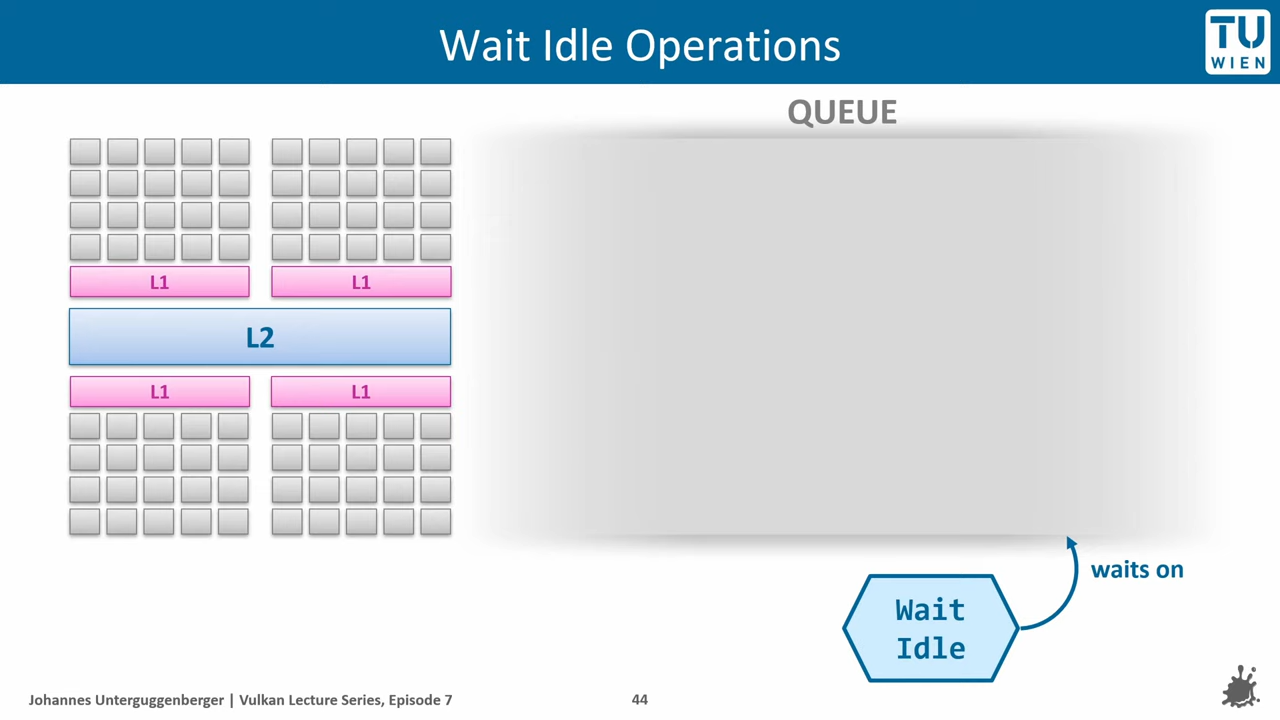 Wait Idle Operations
TU
WIEN
QUEUE
L1 L1
L2
L1 L1
waits on
Wait
Idle
Johannes Unterguggenberger | Vulkan Lecture Series, Episode 7
44